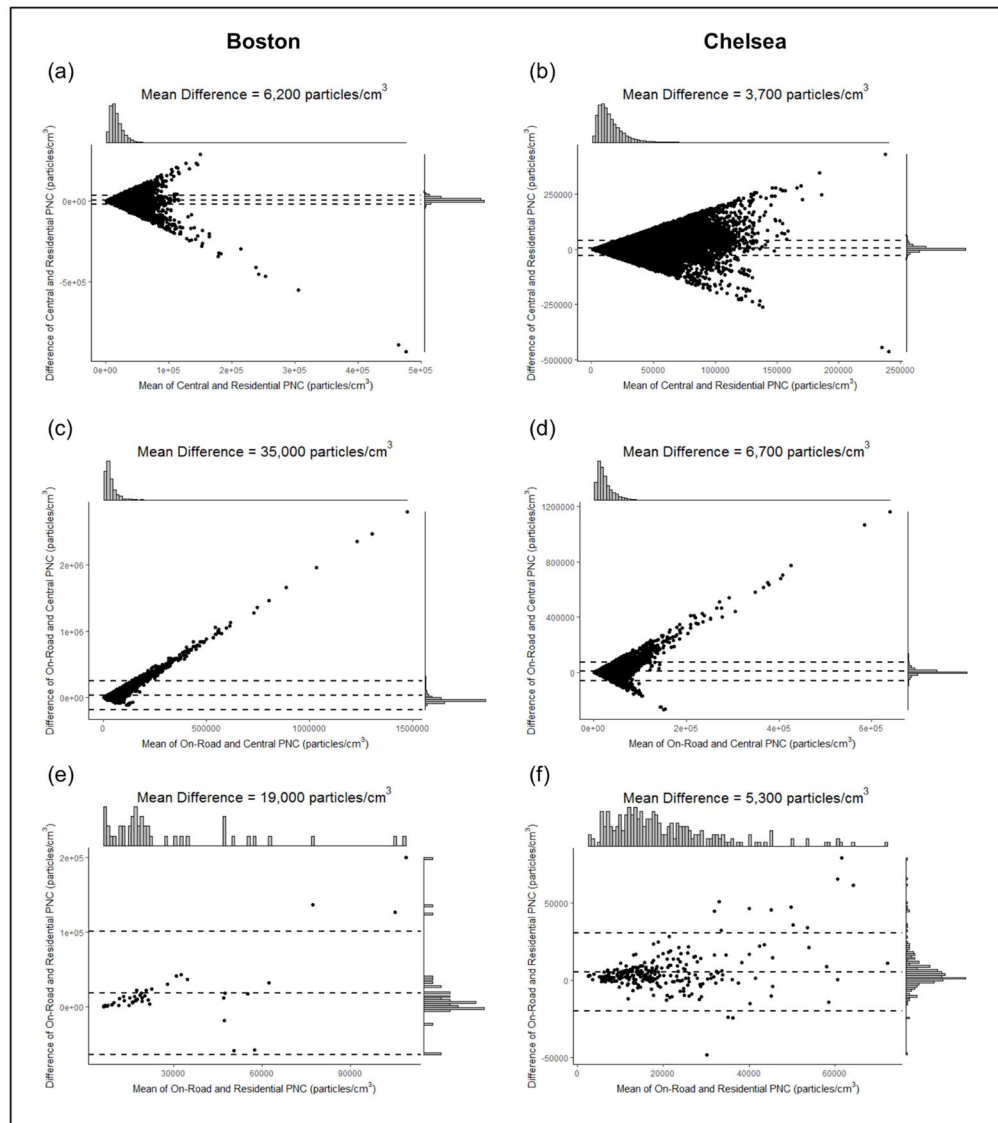 Boston
Chelsea
(a)
Mean Difference = 6,200 particles/cm³
Difference of Central and Residential PNC (particles/cm³)
0e+00
-5e+05
0e+00
1e+05
2e+05
3e+05
4e+05
5e+05
Mean of Central and Residential PNC (particles/cm³)
(b)
Mean Difference = 3,700 particles/cm³
Difference of Central and Residential PNC (particles/cm³)
250000
0
-250000
-500000
0
50000
100000
150000
200000
250000
Mean of Central and Residential PNC (particles/cm³)
(c)
Mean Difference = 35,000 particles/cm³
Difference of On-Road and Central PNC (particles/cm³)
2e+06
1e+06
0e+00
0
500000
1000000
1500000
Mean of On-Road and Central PNC (particles/cm³)
(d)
Mean Difference = 6,700 particles/cm³
Difference of On-Road and Central PNC (particles/cm³)
1200000
800000
400000
0
0e+00
2e+05
4e+05
6e+05
Mean of On-Road and Central PNC (particles/cm³)
(e)
Mean Difference = 19,000 particles/cm³
Difference of On-Road and Residential PNC (particles/cm³)
2e+05
1e+05
0e+00
30000
60000
90000
Mean of On-Road and Residential PNC (particles/cm³)
(f)
Mean Difference = 5,300 particles/cm³
Difference of On-Road and Residential PNC (particles/cm³)
50000
0
-50000
0
20000
40000
60000
Mean of On-Road and Residential PNC (particles/cm³)